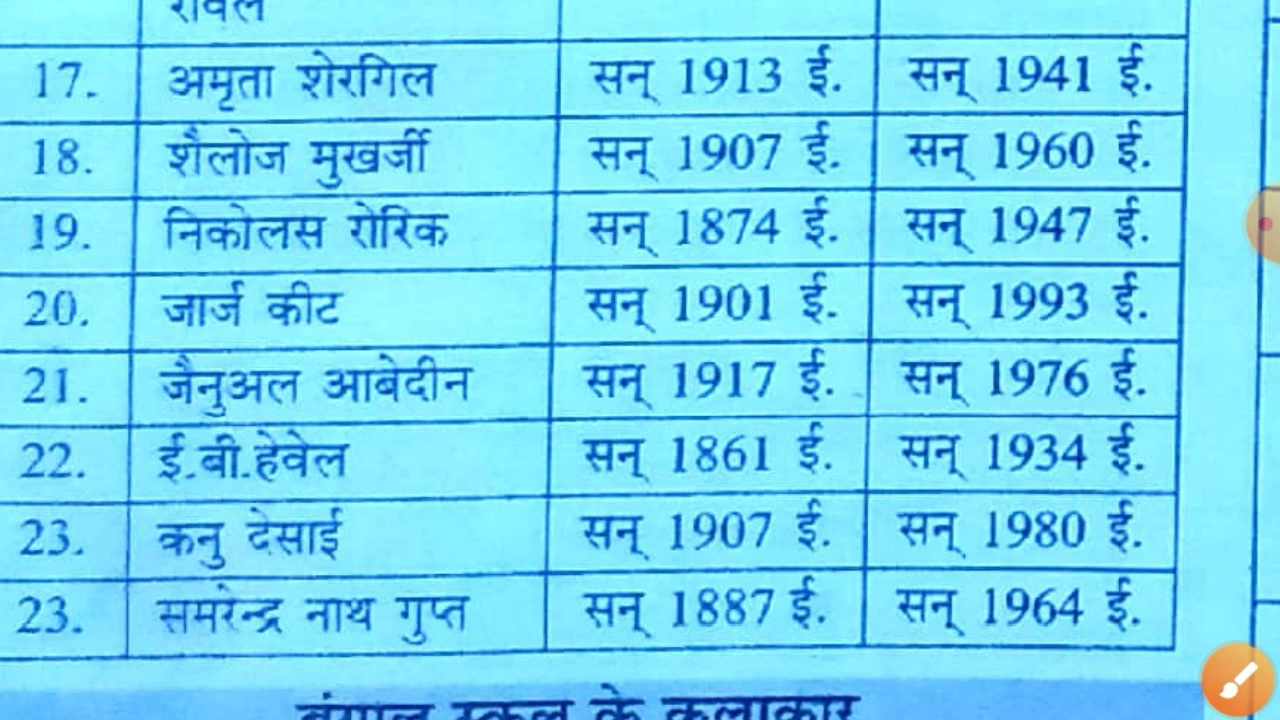 रावल
17. अमृता शेरगिल सन् 1913 ई. सन् 1941 ई.
18. शैलोज मुखर्जी सन् 1907 ई. सन् 1960 ई.
19. निकोलस रोरिक सन् 1874 ई. सन् 1947 ई.
20. जार्ज कीट सन् 1901 ई. सन् 1993 ई.
21. जैनुअल आबेदीन सन् 1917 ई. सन् 1976 ई.
22. ई.बी.हेवेल सन् 1861 ई. सन् 1934 ई.
23. कनु देसाई सन् 1907 ई. सन् 1980 ई.
23. समरेन्द्र नाथ गुप्त सन् 1887 ई. सन् 1964 ई.
बंगाल स्कूल के कलाकार